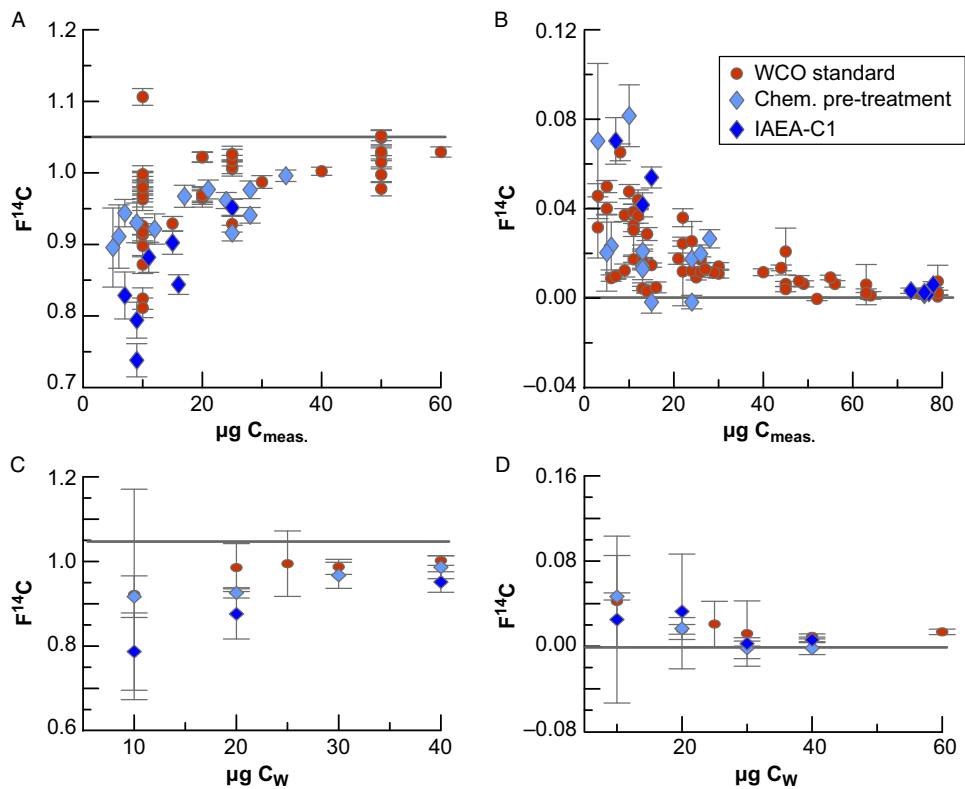 A
1.2
1.1
1.0
0.9
0.8
0.7
F¹⁴C
0
20
40
60
µg Cmeas.
B
0.12
0.08
0.04
0.00
–0.04
F¹⁴C
0
20
40
60
80
µg Cmeas.
WCO standard
Chem. pre-treatment
IAEA-C1
C
1.2
1.0
0.8
0.6
F¹⁴C
10
20
30
40
µg CW
D
0.16
0.08
0.00
–0.08
F¹⁴C
20
40
60
µg CW